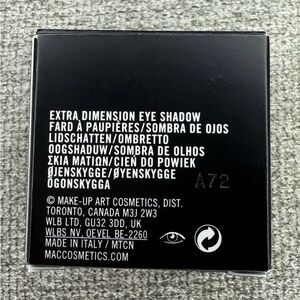 EXTRA DIMENSION EYE SHADOW
FARD À PAUPIÈRES/SOMBRA DE OJOS
LIDSCHATTEN/OMBRETTO
OOGSHADUW/SOMBRA DE OLHOS
ΣΚΙΑ ΜΑΤΙΩΝ/CIEŃ DO POWIEK
ØJENSKYGGE/ØYENSKYGGE
ÖGONSKYGGA
A72
© MAKE-UP ART COSMETICS, DIST.
TORONTO, CANADA M3J 2W3
WLB LTD, GU32 3DD, UK
WLBS NV, OEVEL BE-2260
MADE IN ITALY / MTCN
MACCOSMETICS.COM